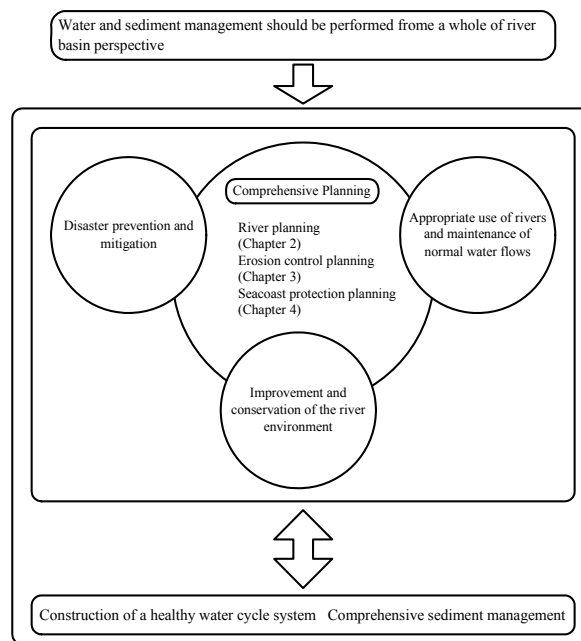 Water and sediment management should be performed frome a whole of river
basin perspective
Comprehensive Planning
Disaster prevention and
mitigation
River planning
(Chapter 2)
Erosion control planning
(Chapter 3)
Seacoast protection planning
(Chapter 4)
Appropriate use of rivers
and maintenance of
normal water flows
Improvement and
conservation of the river
environment
Construction of a healthy water cycle system Comprehensive sediment management